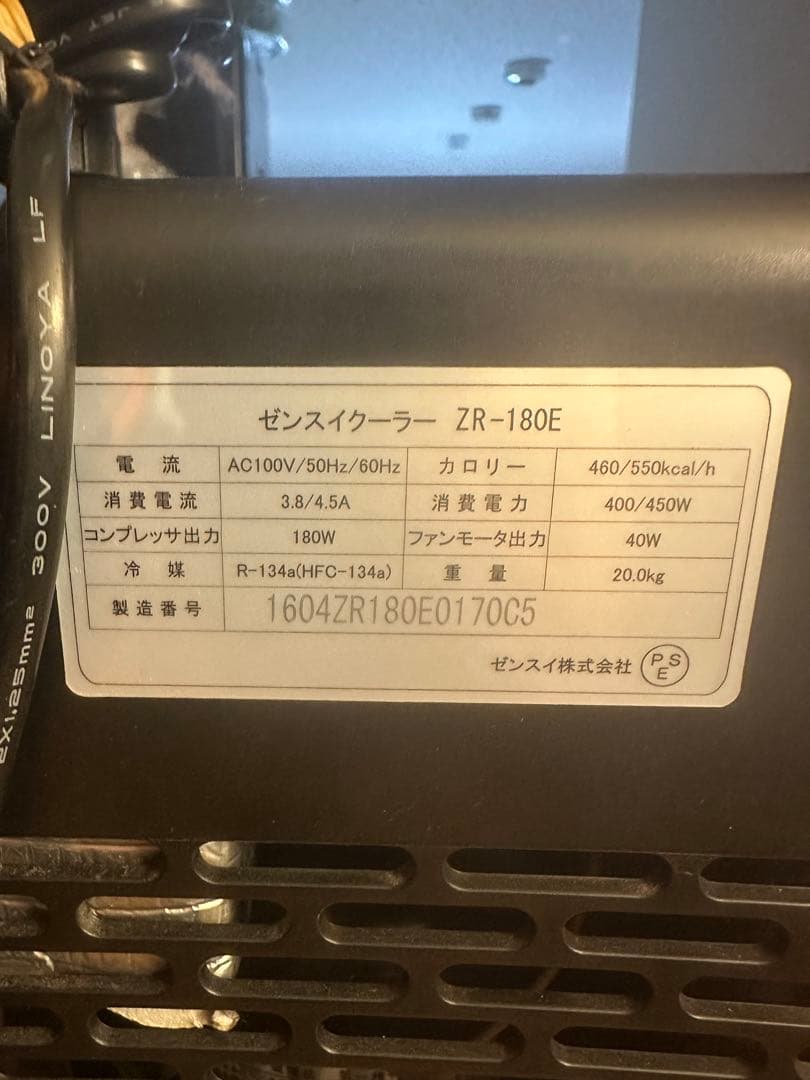 JET
300V LINOYA LF
2X1.25mm²
ゼンスイクーラー ZR-180E
電流 AC100V/50Hz/60Hz カロリー 460/550kcal/h
消費電流 3.8/4.5A 消費電力 400/450W
コンプレッサ出力 180W ファンモータ出力 40W
冷媒 R-134a(HFC-134a) 重量 20.0kg
製造番号 1604ZR180E0170C5
ゼンスイ株式会社 PSE